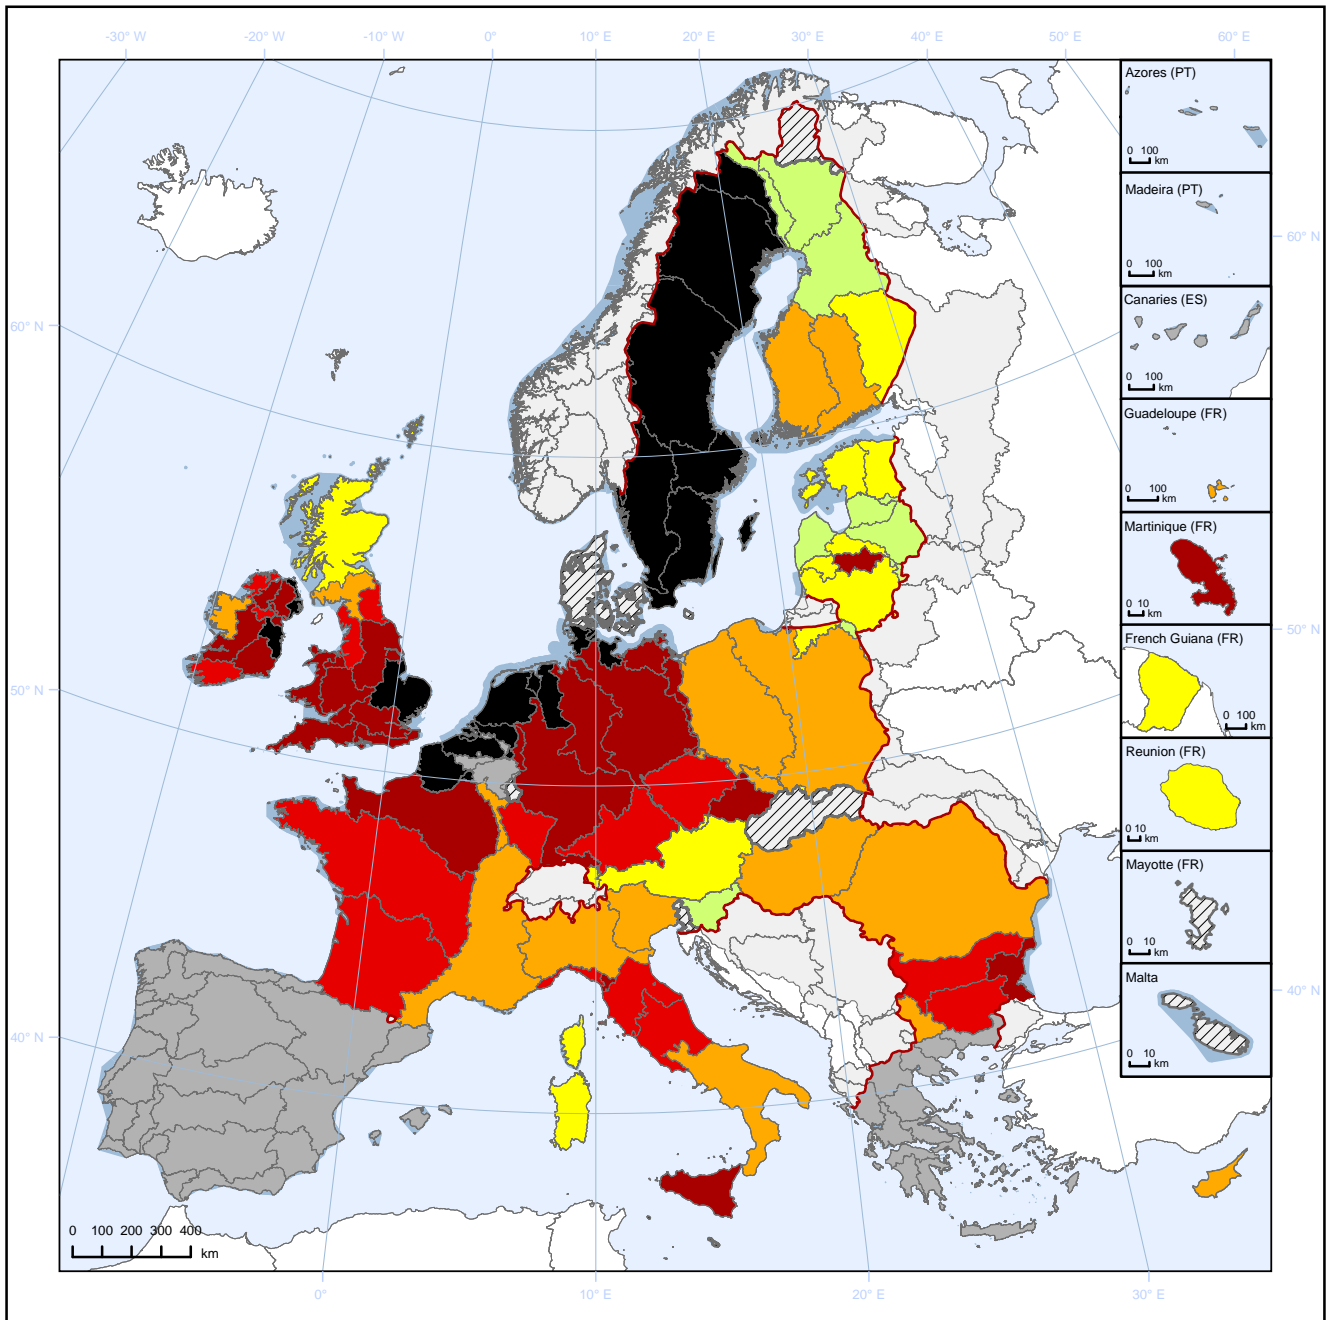 -30° W
-20° W
-10° W
0°
10° E
20° E
30° E
40° E
50° E
60° E
60° N
50° N
40° N
60° N
50° N
40° N
0°
10° E
20° E
30° E
0 100 200 300 400
km
Azores (PT)
0 100
km
Madeira (PT)
0 100
km
Canaries (ES)
0 100
km
Guadeloupe (FR)
0 100
km
Martinique (FR)
0 10
km
French Guiana (FR)
0 100
km
Reunion (FR)
0 10
km
Mayotte (FR)
0 10
km
Malta
0 10
km